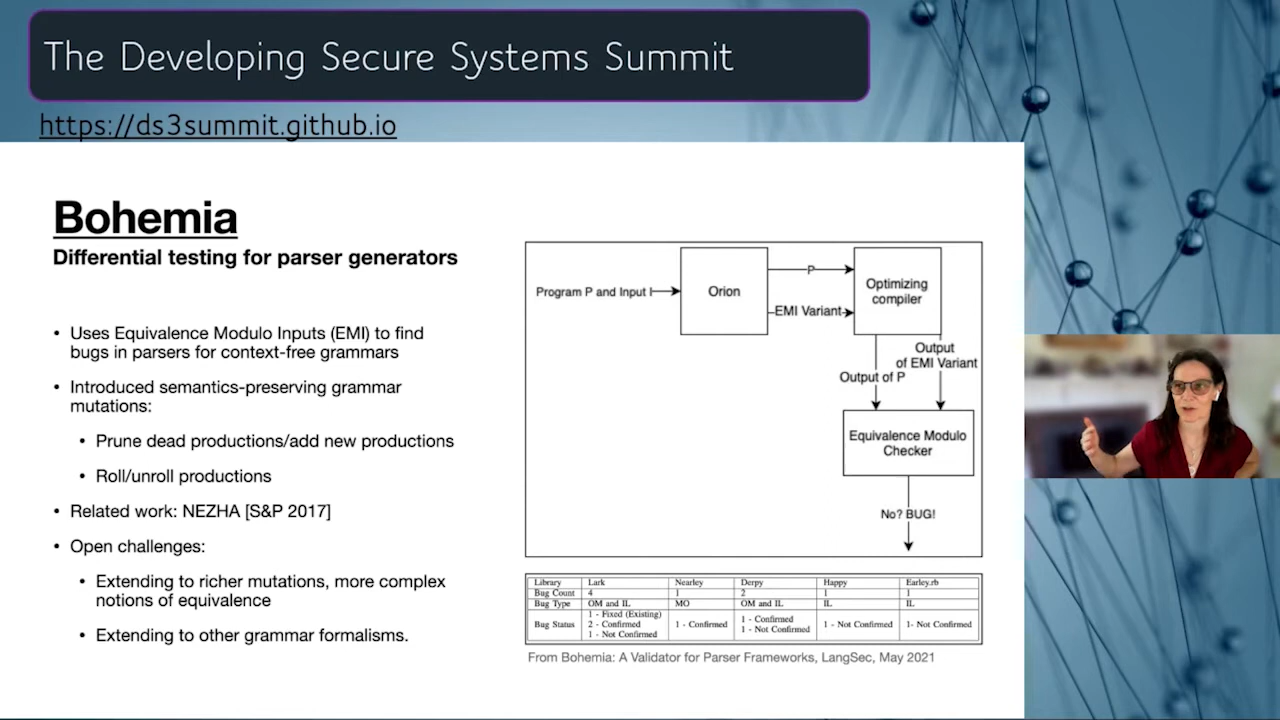 The Developing Secure Systems Summit
https://ds3summit.github.io
Bohemia
Differential testing for parser generators
• Uses Equivalence Modulo Inputs (EMI) to find
bugs in parsers for context-free grammars
• Introduced semantics-preserving grammar
mutations:
• Prune dead productions/add new productions
• Roll/unroll productions
• Related work: NEZHA [S&P 2017]
• Open challenges:
• Extending to richer mutations, more complex
notions of equivalence
• Extending to other grammar formalisms.
Program P and Input I
Orion
P
EMI Variant
Optimizing
compiler
Output of P
Output
of EMI Variant
Equivalence Modulo
Checker
No? BUG!
Library Lark Nearley Derpy Happy Earley.rb
Bug Count 4 1 2 1 1
Bug Type OM and IL MO OM and IL IL IL
Bug Status 1 - Fixed (Existing) 2 - Confirmed 1 - Not Confirmed 1 - Confirmed 1 - Confirmed 1 - Not Confirmed 1 - Not Confirmed 1- Not Confirmed
From Bohemia: A Validator for Parser Frameworks, LangSec, May 2021